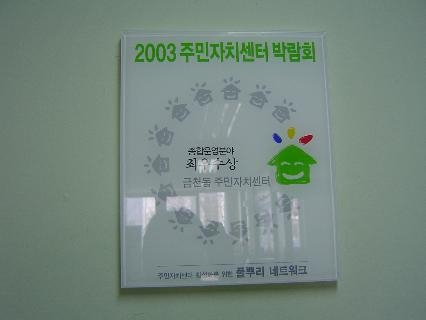 2003 주민자치센터 박람회
종합운영분야
최우수상
금천동 주민자치센터
주민자치센터 활성화를 위한 풀뿌리 네트워크